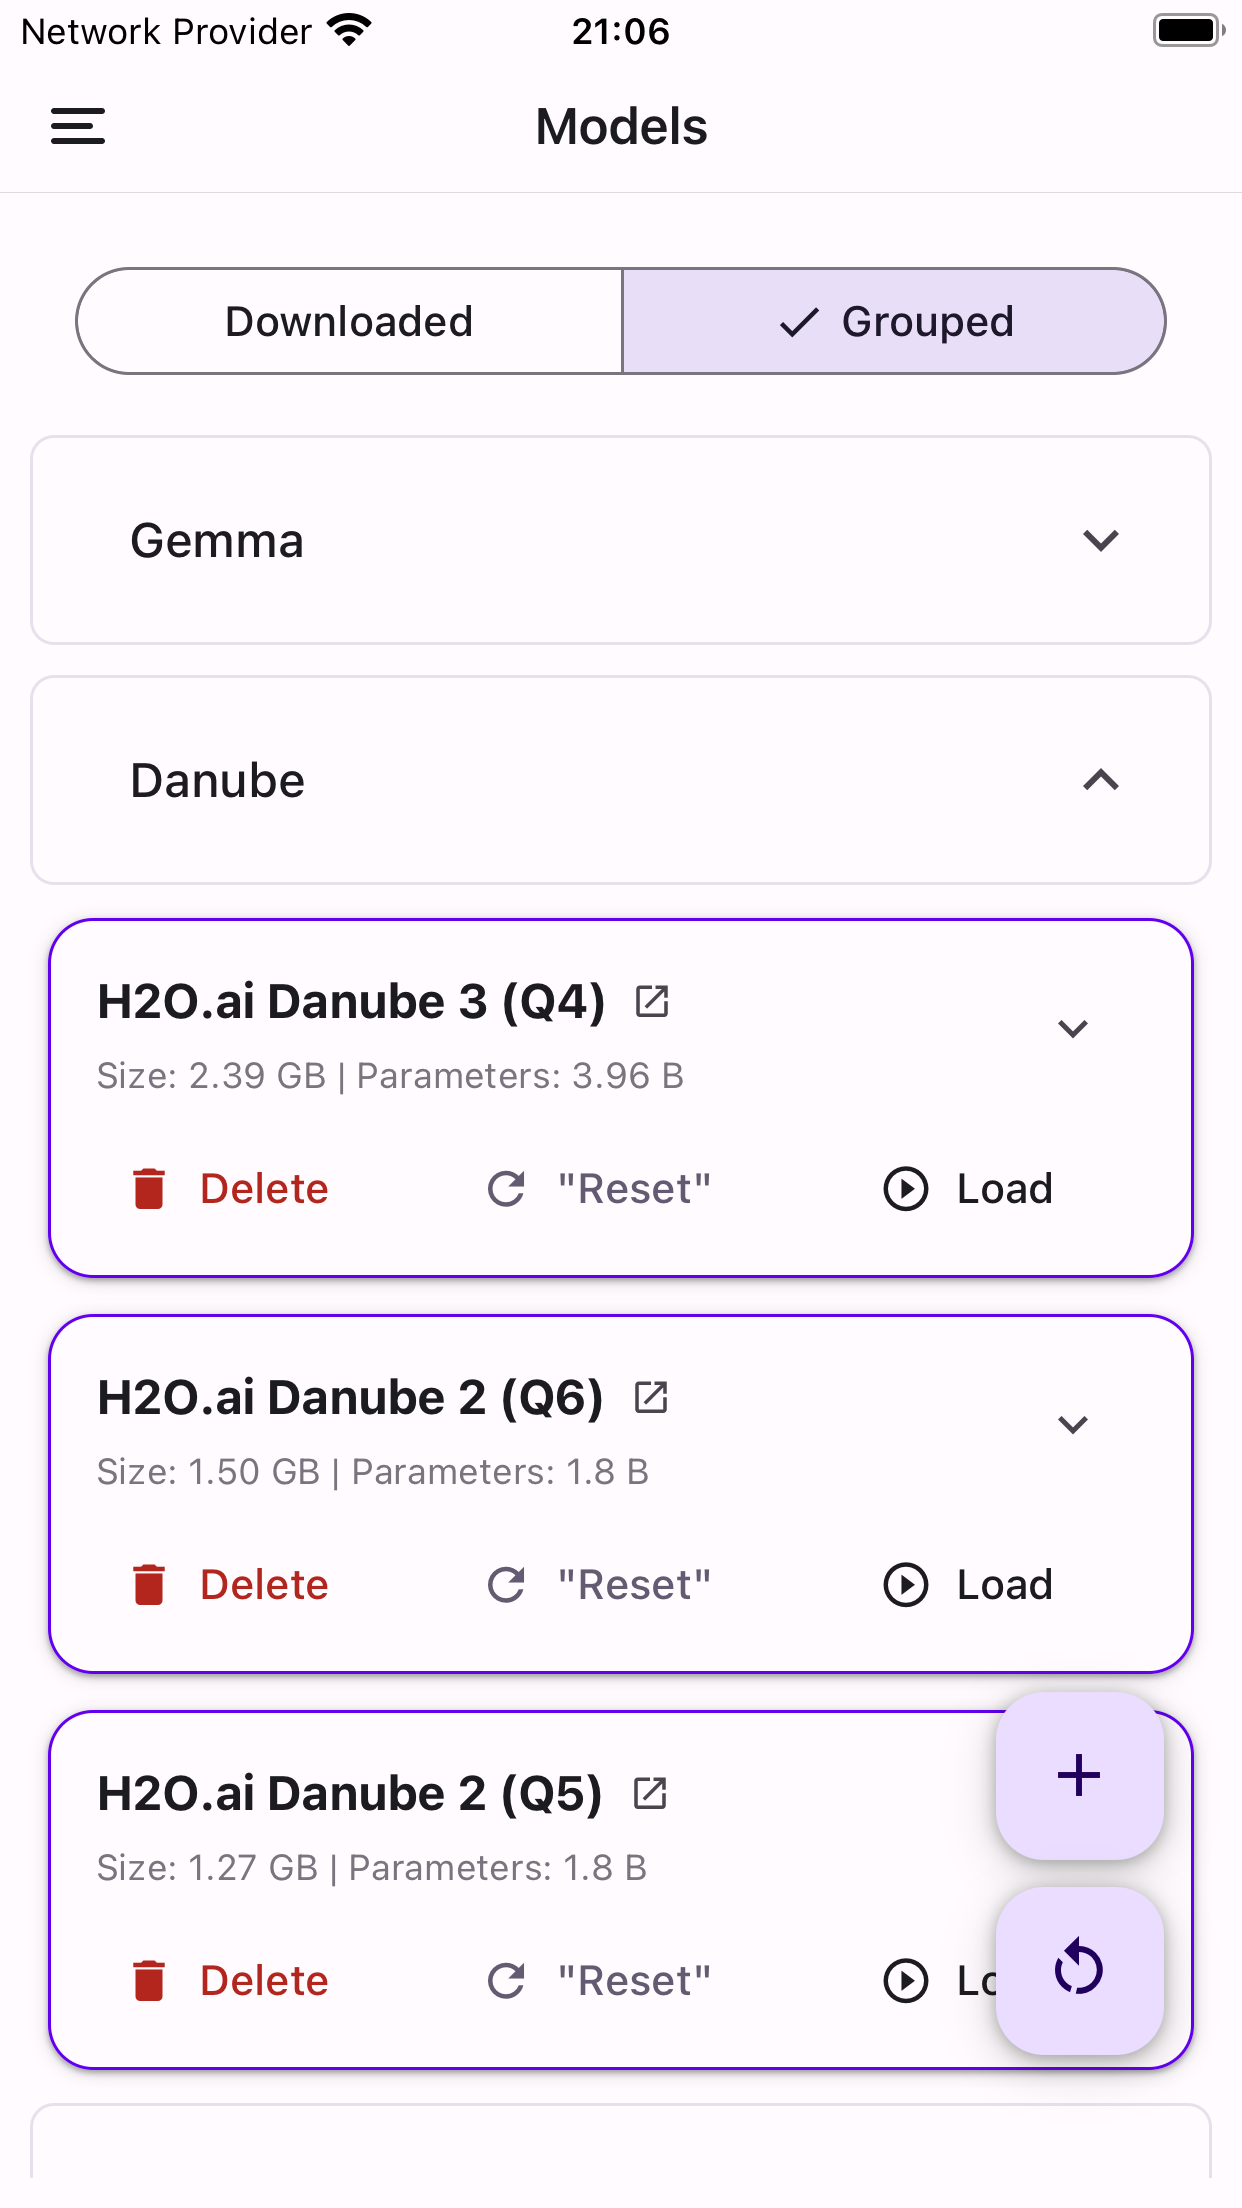 Network Provider 21:06
Models
Downloaded Grouped
Gemma
Danube
H2O.ai Danube 3 (Q4)
Size: 2.39 GB | Parameters: 3.96 B
Delete "Reset" Load
H2O.ai Danube 2 (Q6)
Size: 1.50 GB | Parameters: 1.8 B
Delete "Reset" Load
H2O.ai Danube 2 (Q5)
Size: 1.27 GB | Parameters: 1.8 B
Delete "Reset"